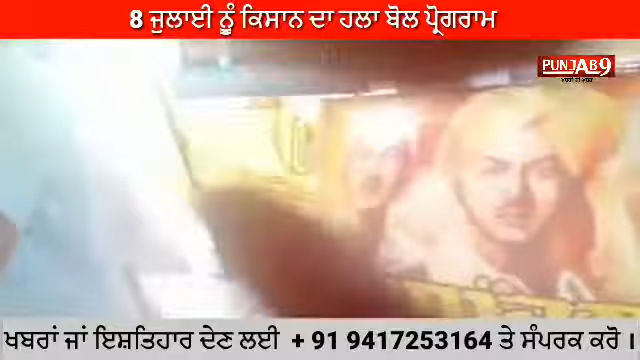 8 ਜੁਲਾਈ ਨੂੰ ਕਿਸਾਨ ਦਾ ਹਲਾ ਬੋਲ ਪ੍ਰੋਗਰਾਮ
PUNJAB9
ਖਬਰਾਂ ਜਾਂ ਇਸ਼ਤਿਹਾਰ ਦੇਣ ਲਈ + 91 9417253164 ਤੇ ਸੰਪਰਕ ਕਰੋ ।